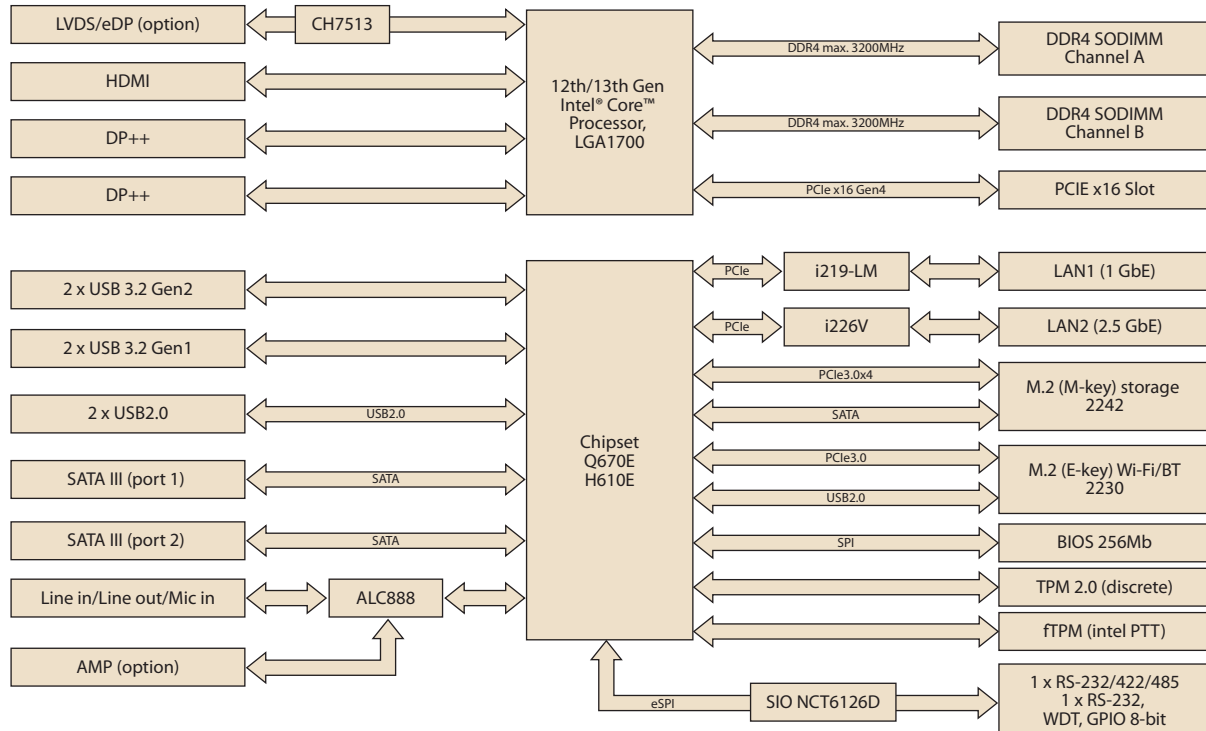 LVDS/eDP (option)
CH7513
HDMI
DP++
DP++
12th/13th Gen
Intel® Core™
Processor,
LGA1700
DDR4 max. 3200MHz
DDR4 SODIMM
Channel A
DDR4 max. 3200MHz
DDR4 SODIMM
Channel B
PCIe x16 Gen4
PCIE x16 Slot
2 x USB 3.2 Gen2
2 x USB 3.2 Gen1
2 x USB2.0
USB2.0
SATA III (port 1)
SATA
SATA III (port 2)
SATA
Line in/Line out/Mic in
ALC888
AMP (option)
Chipset
Q670E
H610E
PCIe
i219-LM
LAN1 (1 GbE)
PCIe
i226V
LAN2 (2.5 GbE)
PCIe3.0x4
SATA
M.2 (M-key) storage
2242
PCIe3.0
USB2.0
M.2 (E-key) Wi-Fi/BT
2230
SPI
BIOS 256Mb
TPM 2.0 (discrete)
fTPM (intel PTT)
eSPI
SIO NCT6126D
1 x RS-232/422/485
1 x RS-232,
WDT, GPIO 8-bit